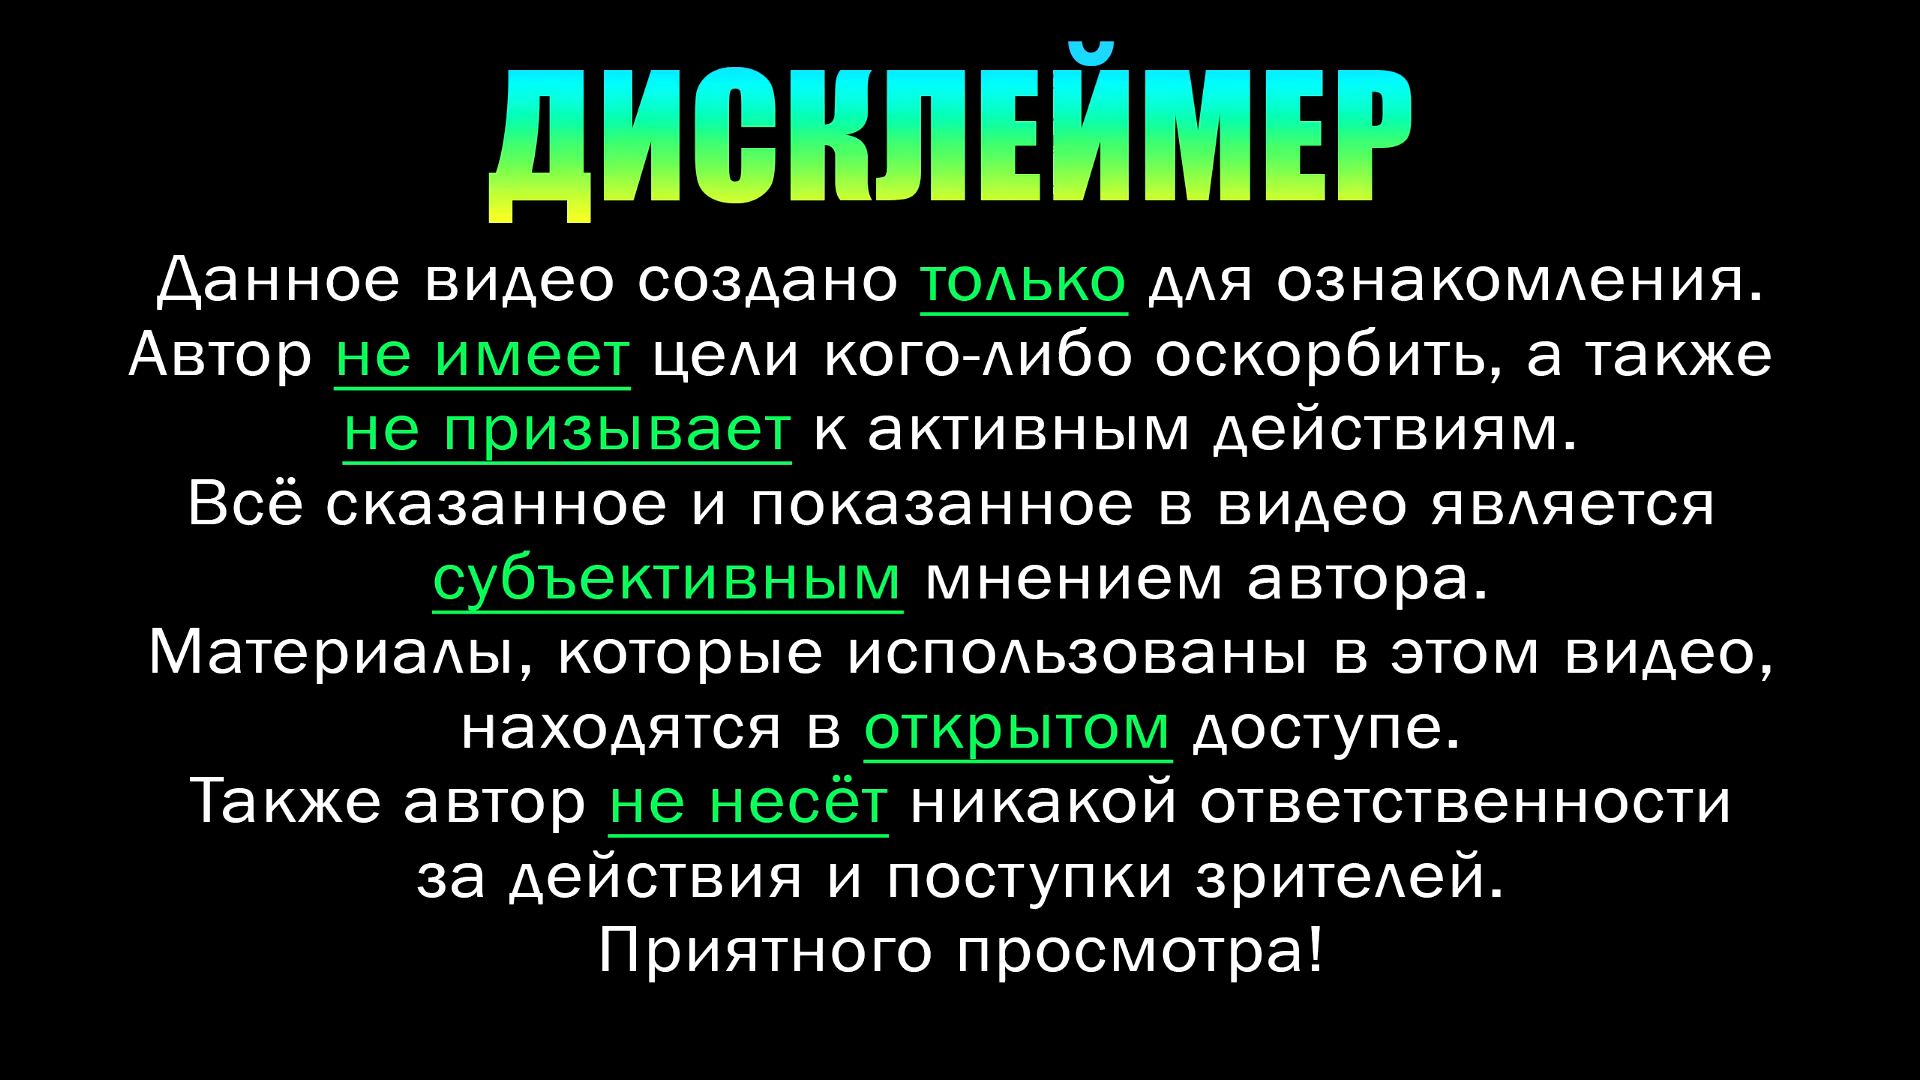 ДИСКЛЕЙМЕР
Данное видео создано только для ознакомления.
Автор не имеет цели кого-либо оскорбить, а также
не призывает к активным действиям.
Всё сказанное и показанное в видео является
субъективным мнением автора.
Материалы, которые использованы в этом видео,
находятся в открытом доступе.
Также автор не несёт никакой ответственности
за действия и поступки зрителей.
Приятного просмотра!